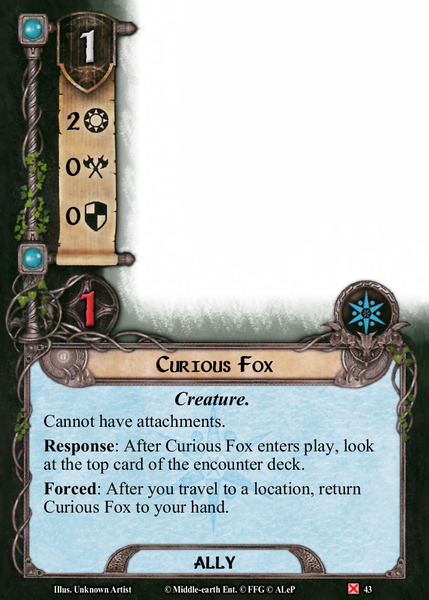 1
2
0
0
1
Curious Fox
Creature.
Cannot have attachments.
Response: After Curious Fox enters play, look
at the top card of the encounter deck.
Forced: After you travel to a location, return
Curious Fox to your hand.
ALLY
Illus. Unknown Artist © Middle-earth Ent. © FFG © ALeP 43